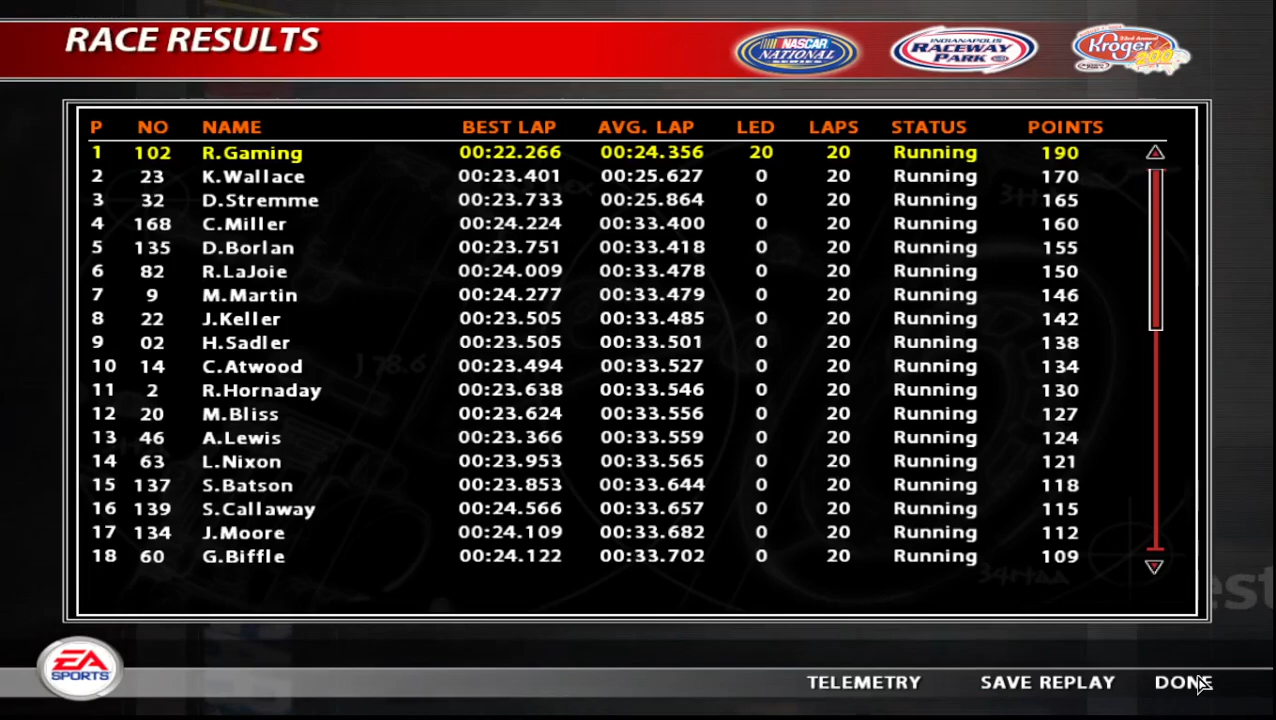 RACE RESULTS
NASCAR
NATIONAL
SERIES
INDIANAPOLIS
RACEWAY
PARK
23rd Annual
Kroger
200
P NO NAME BEST LAP AVG. LAP LED LAPS STATUS POINTS
1 102 R.Gaming 00:22.266 00:24.356 20 20 Running 190
2 23 K.Wallace 00:23.401 00:25.627 0 20 Running 170
3 32 D.Stremme 00:23.733 00:25.864 0 20 Running 165
4 168 C.Miller 00:24.224 00:33.400 0 20 Running 160
5 135 D.Borlan 00:23.751 00:33.418 0 20 Running 155
6 82 R.LaJoie 00:24.009 00:33.478 0 20 Running 150
7 9 M.Martin 00:24.277 00:33.479 0 20 Running 146
8 22 J.Keller 00:23.505 00:33.485 0 20 Running 142
9 02 H.Sadler 00:23.505 00:33.501 0 20 Running 138
10 14 C.Atwood 00:23.494 00:33.527 0 20 Running 134
11 2 R.Hornaday 00:23.638 00:33.546 0 20 Running 130
12 20 M.Bliss 00:23.624 00:33.556 0 20 Running 127
13 46 A.Lewis 00:23.366 00:33.559 0 20 Running 124
14 63 L.Nixon 00:23.953 00:33.565 0 20 Running 121
15 137 S.Batson 00:23.853 00:33.644 0 20 Running 118
16 139 S.Callaway 00:24.566 00:33.657 0 20 Running 115
17 134 J.Moore 00:24.109 00:33.682 0 20 Running 112
18 60 G.Biffle 00:24.122 00:33.702 0 20 Running 109
J 78.6
34rtaa
est
EA
SPORTS
TELEMETRY SAVE REPLAY DONE